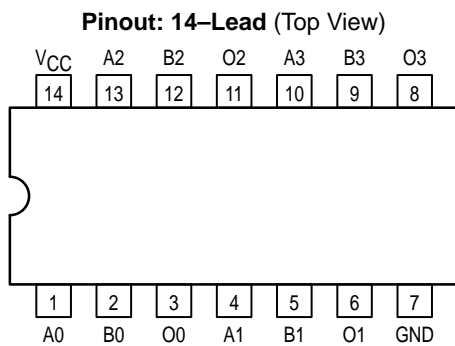 Pinout: 14–Lead (Top View)
VCC A2 B2 O2 A3 B3 O3
14 13 12 11 10 9 8
1 2 3 4 5 6 7
A0 B0 O0 A1 B1 O1 GND